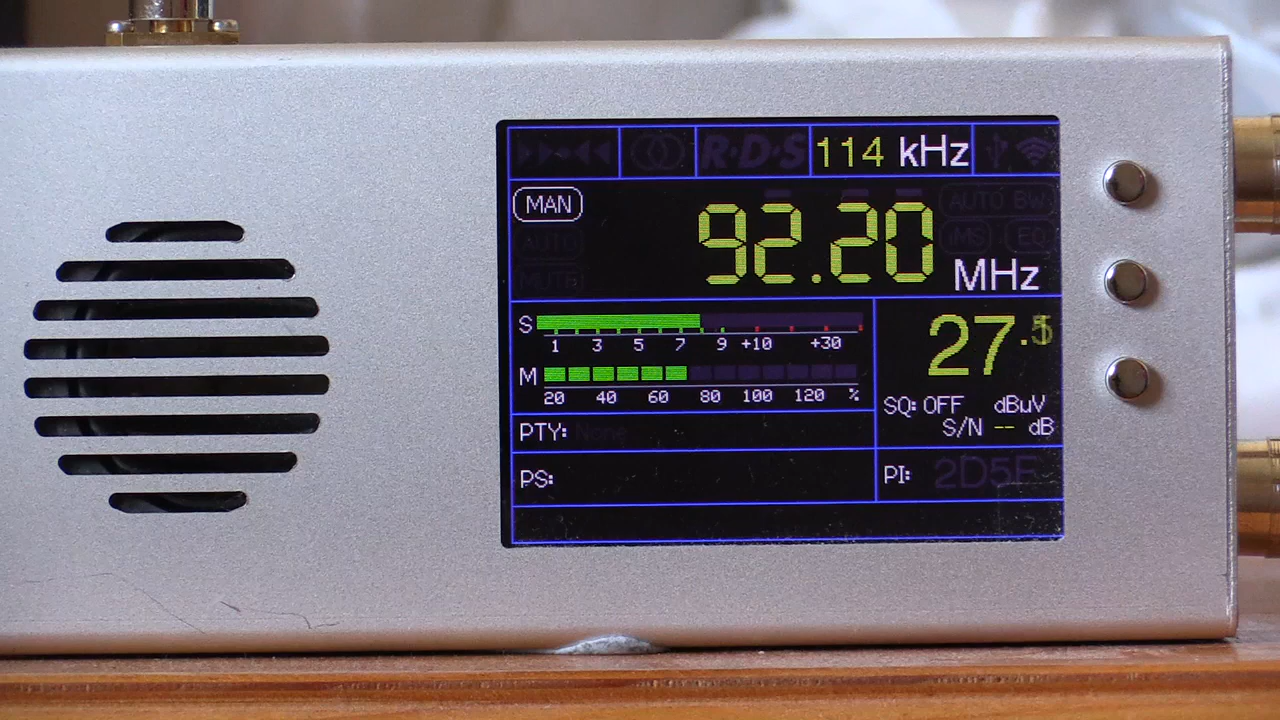 R·D·S 114 kHz
MAN 92.20 MHz AUTO BW
AUTO iMS EQ
MUTE
S 1 3 5 7 9 +10 +30
27.5
M 20 40 60 80 100 120 %
SQ: OFF dBuV
S/N -- dB
PTY: None
PS: PI: 2D5F